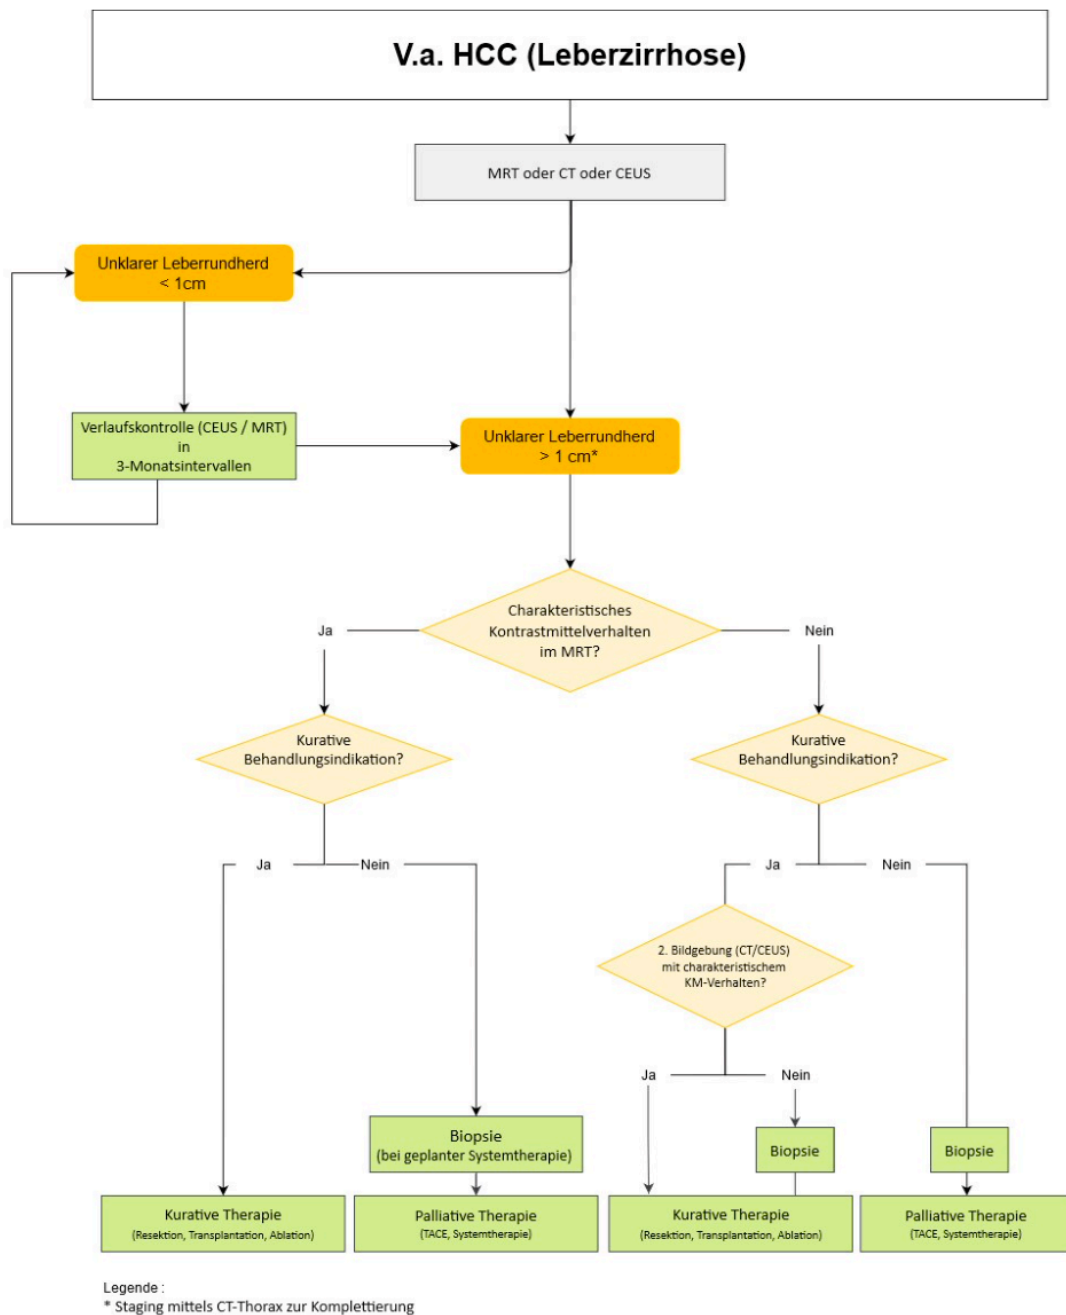 V.a. HCC (Leberzirrhose)
MRT oder CT oder CEUS
Unklarer Leberrundherd
< 1cm
Verlaufskontrolle (CEUS / MRT)
in
3-Monatsintervallen
Unklarer Leberrundherd
> 1 cm*
Charakteristisches
Kontrastmittelverhalten
im MRT?
Ja
Nein
Kurative
Behandlungsindikation?
Kurative
Behandlungsindikation?
Ja
Nein
Ja
Nein
2. Bildgebung (CT/CEUS)
mit charakteristischem
KM-Verhalten?
Ja
Nein
Biopsie
(bei geplanter Systemtherapie)
Biopsie
Biopsie
Kurative Therapie
(Resektion, Transplantation, Ablation)
Palliative Therapie
(TACE, Systemtherapie)
Kurative Therapie
(Resektion, Transplantation, Ablation)
Palliative Therapie
(TACE, Systemtherapie)
Legende :
* Staging mittels CT-Thorax zur Komplettierung